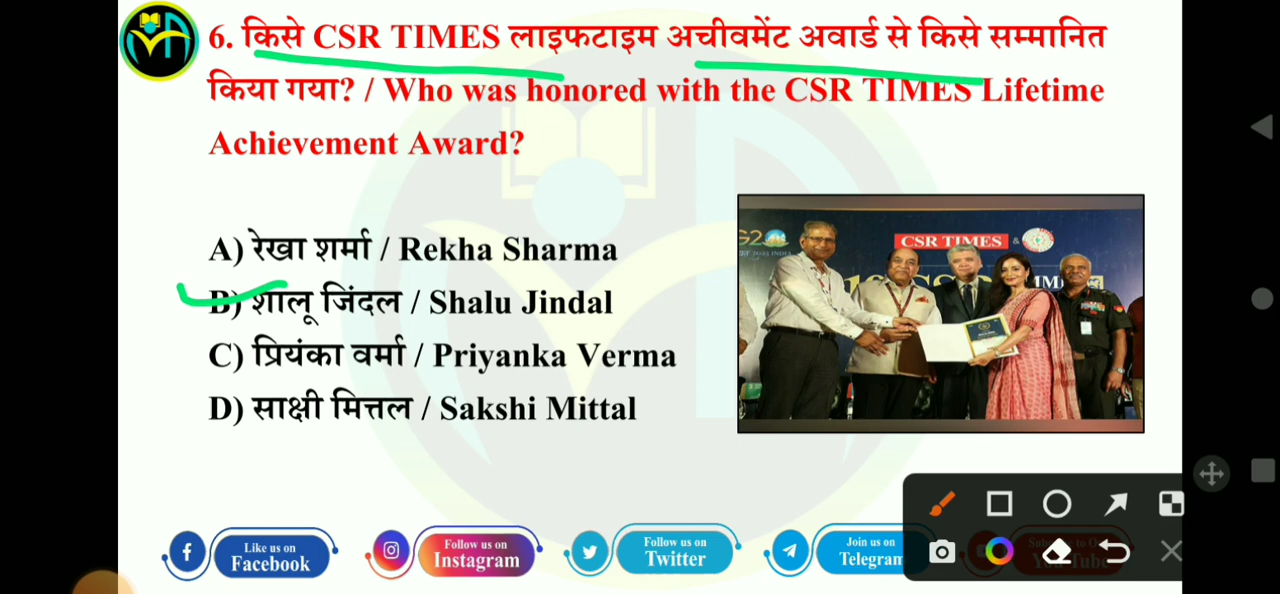 6. किसे CSR TIMES लाइफटाइम अचीवमेंट अवार्ड से किसे सम्मानित
किया गया? / Who was honored with the CSR TIMES Lifetime
Achievement Award?
A) रेखा शर्मा / Rekha Sharma
B) शालू जिंदल / Shalu Jindal
C) प्रियंका वर्मा / Priyanka Verma
D) साक्षी मित्तल / Sakshi Mittal
G2
CSR TIMES &
Like us on
Facebook
Follow us on
Instagram
Follow us on
Twitter
Join us on
Telegram